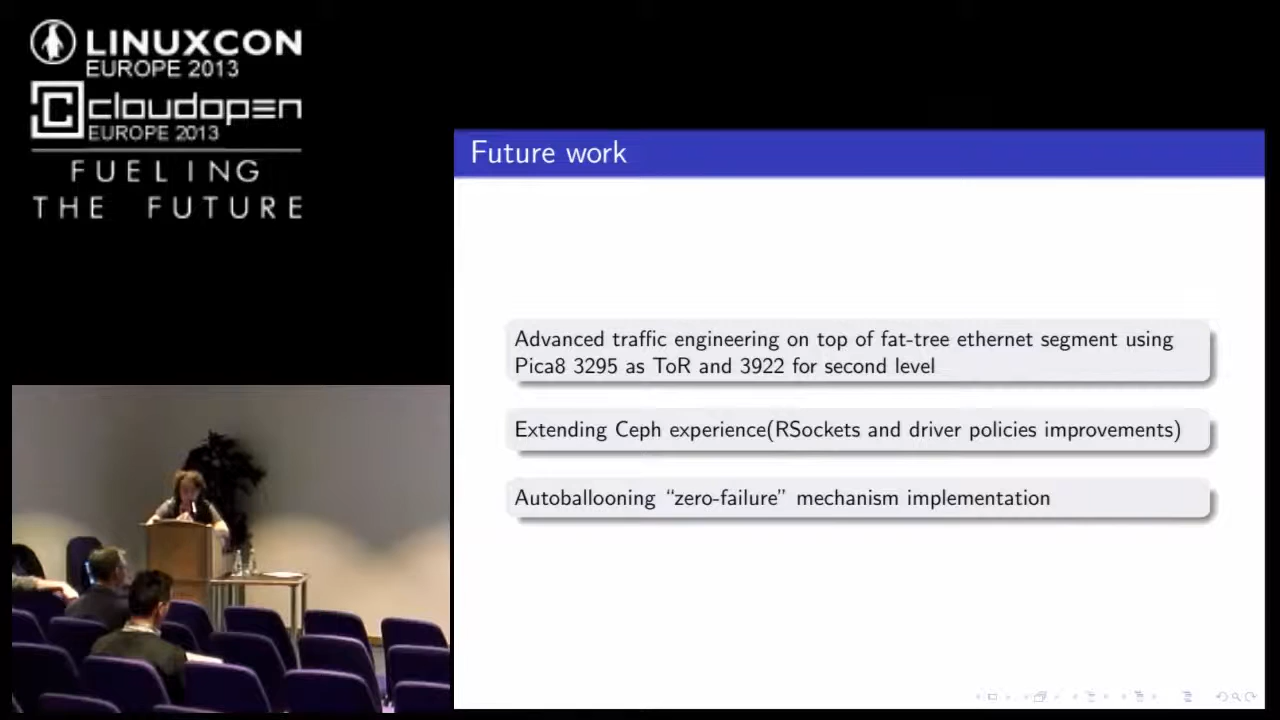 LINUXCON
EUROPE 2013
cloudopen
EUROPE 2013
FUELING
THE FUTURE
Future work
Advanced traffic engineering on top of fat-tree ethernet segment using
Pica8 3295 as ToR and 3922 for second level
Extending Ceph experience(RSockets and driver policies improvements)
Autoballooning “zero-failure” mechanism implementation